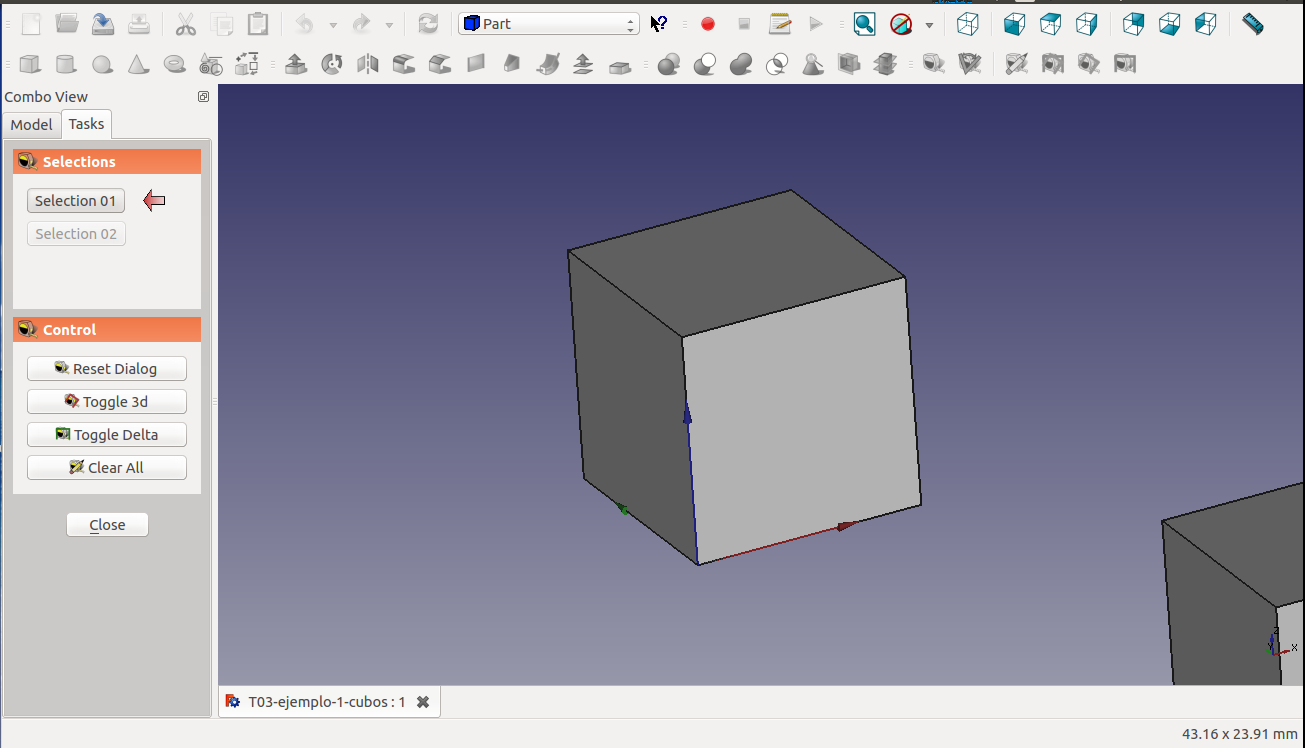 Part
Combo View
Model
Tasks
Selections
Selection 01
Selection 02
Control
Reset Dialog
Toggle 3d
Toggle Delta
Clear All
Close
z
x
T03-ejemplo-1-cubos : 1
43.16 x 23.91 mm